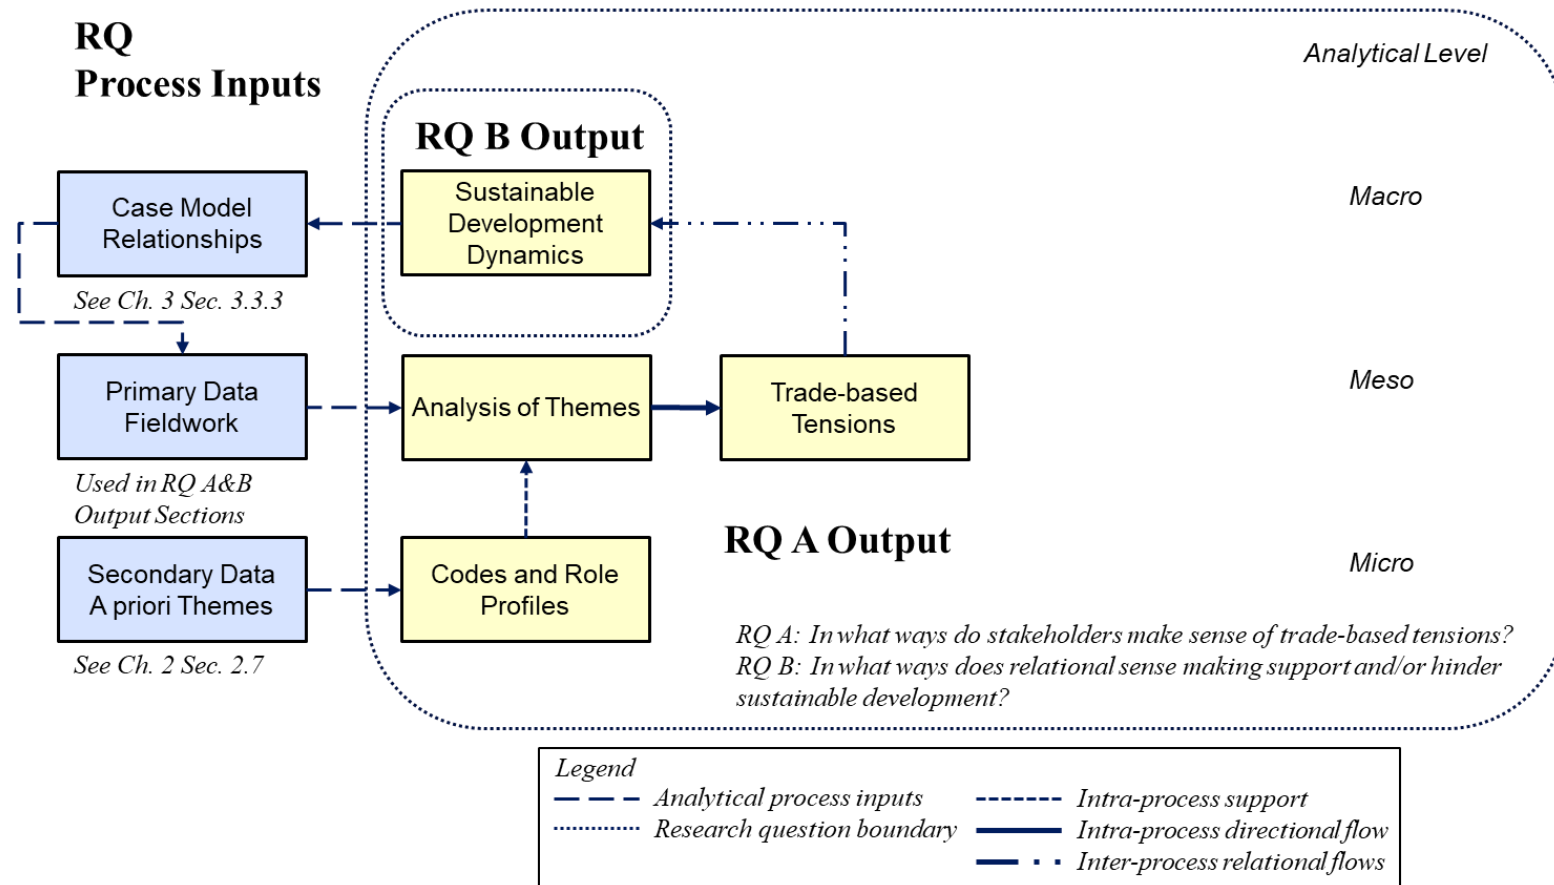 RQ
Process Inputs
Analytical Level
RQ B Output
Case Model
Relationships
Sustainable
Development
Dynamics
Macro
See Ch. 3 Sec. 3.3.3
Primary Data
Fieldwork
Analysis of Themes
Trade-based
Tensions
Meso
Used in RQ A&B
Output Sections
RQ A Output
Secondary Data
A priori Themes
Codes and Role
Profiles
Micro
See Ch. 2 Sec. 2.7
RQ A: In what ways do stakeholders make sense of trade-based tensions?
RQ B: In what ways does relational sense making support and/or hinder
sustainable development?
Legend
Analytical process inputs
Research question boundary
Intra-process support
Intra-process directional flow
Inter-process relational flows